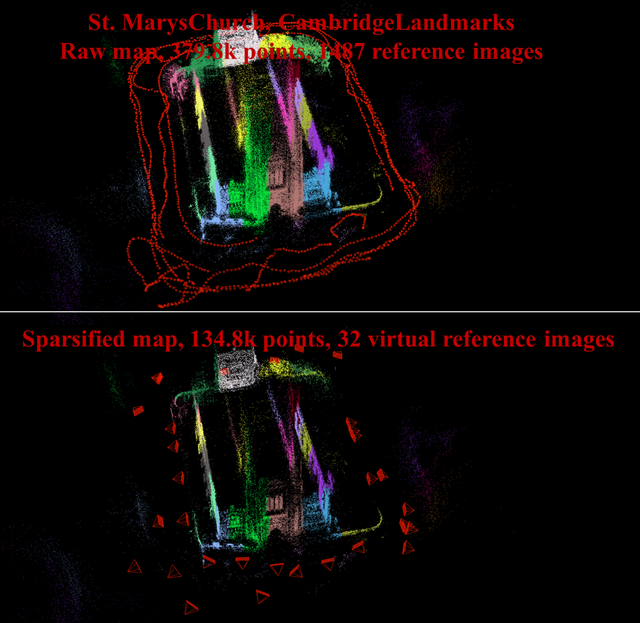 St. MarysChurch, CambridgeLandmarks
Raw map, 379.8k points, 1487 reference images
Sparsified map, 134.8k points, 32 virtual reference images